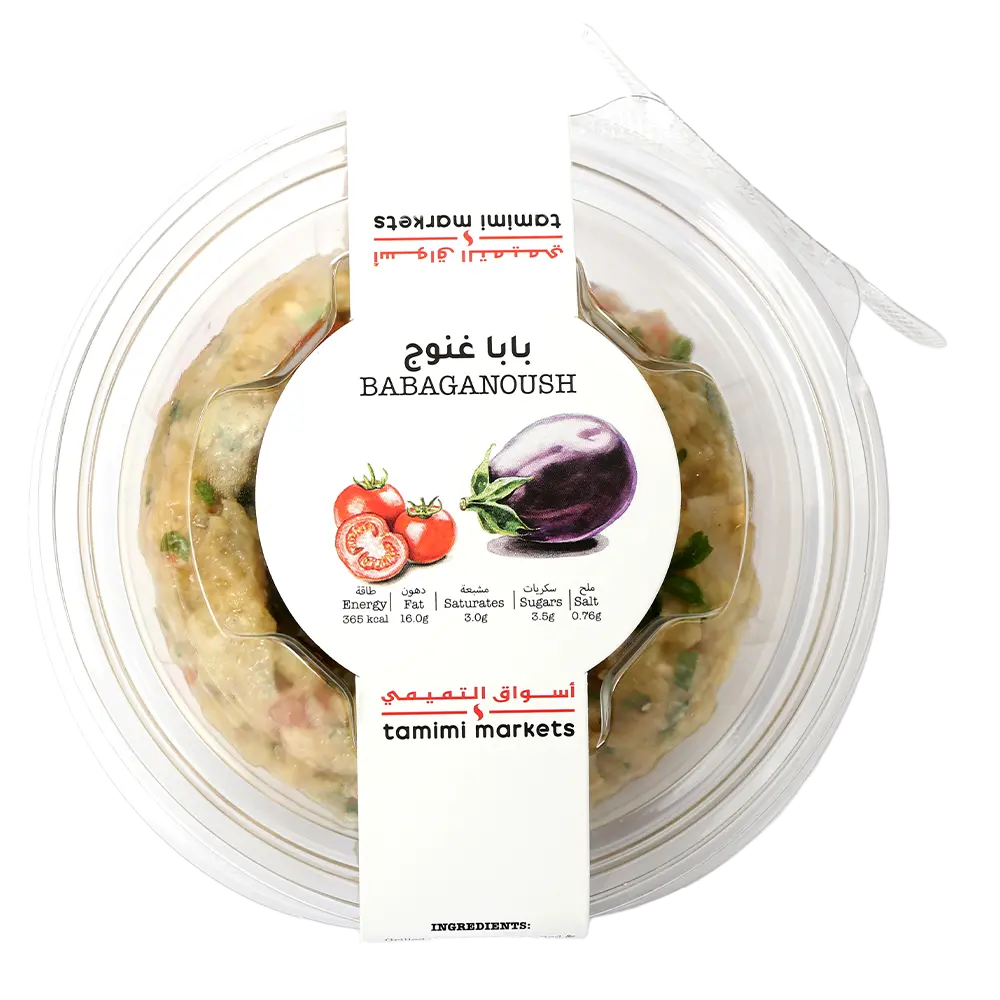 tamimi markets
أسواق التميمي
بابا غنوج
BABAGANOUSH
طاقة دهون مشبعة سكريات ملح
Energy Fat Saturates Sugars Salt
365 kcal 16.0g 3.0g 3.5g 0.76g
أسواق التميمي
tamimi markets
INGREDIENTS: